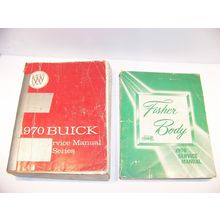 1970 BUICK
Service Manual
Series
Fisher
Body
1970
SERVICE
MANUAL